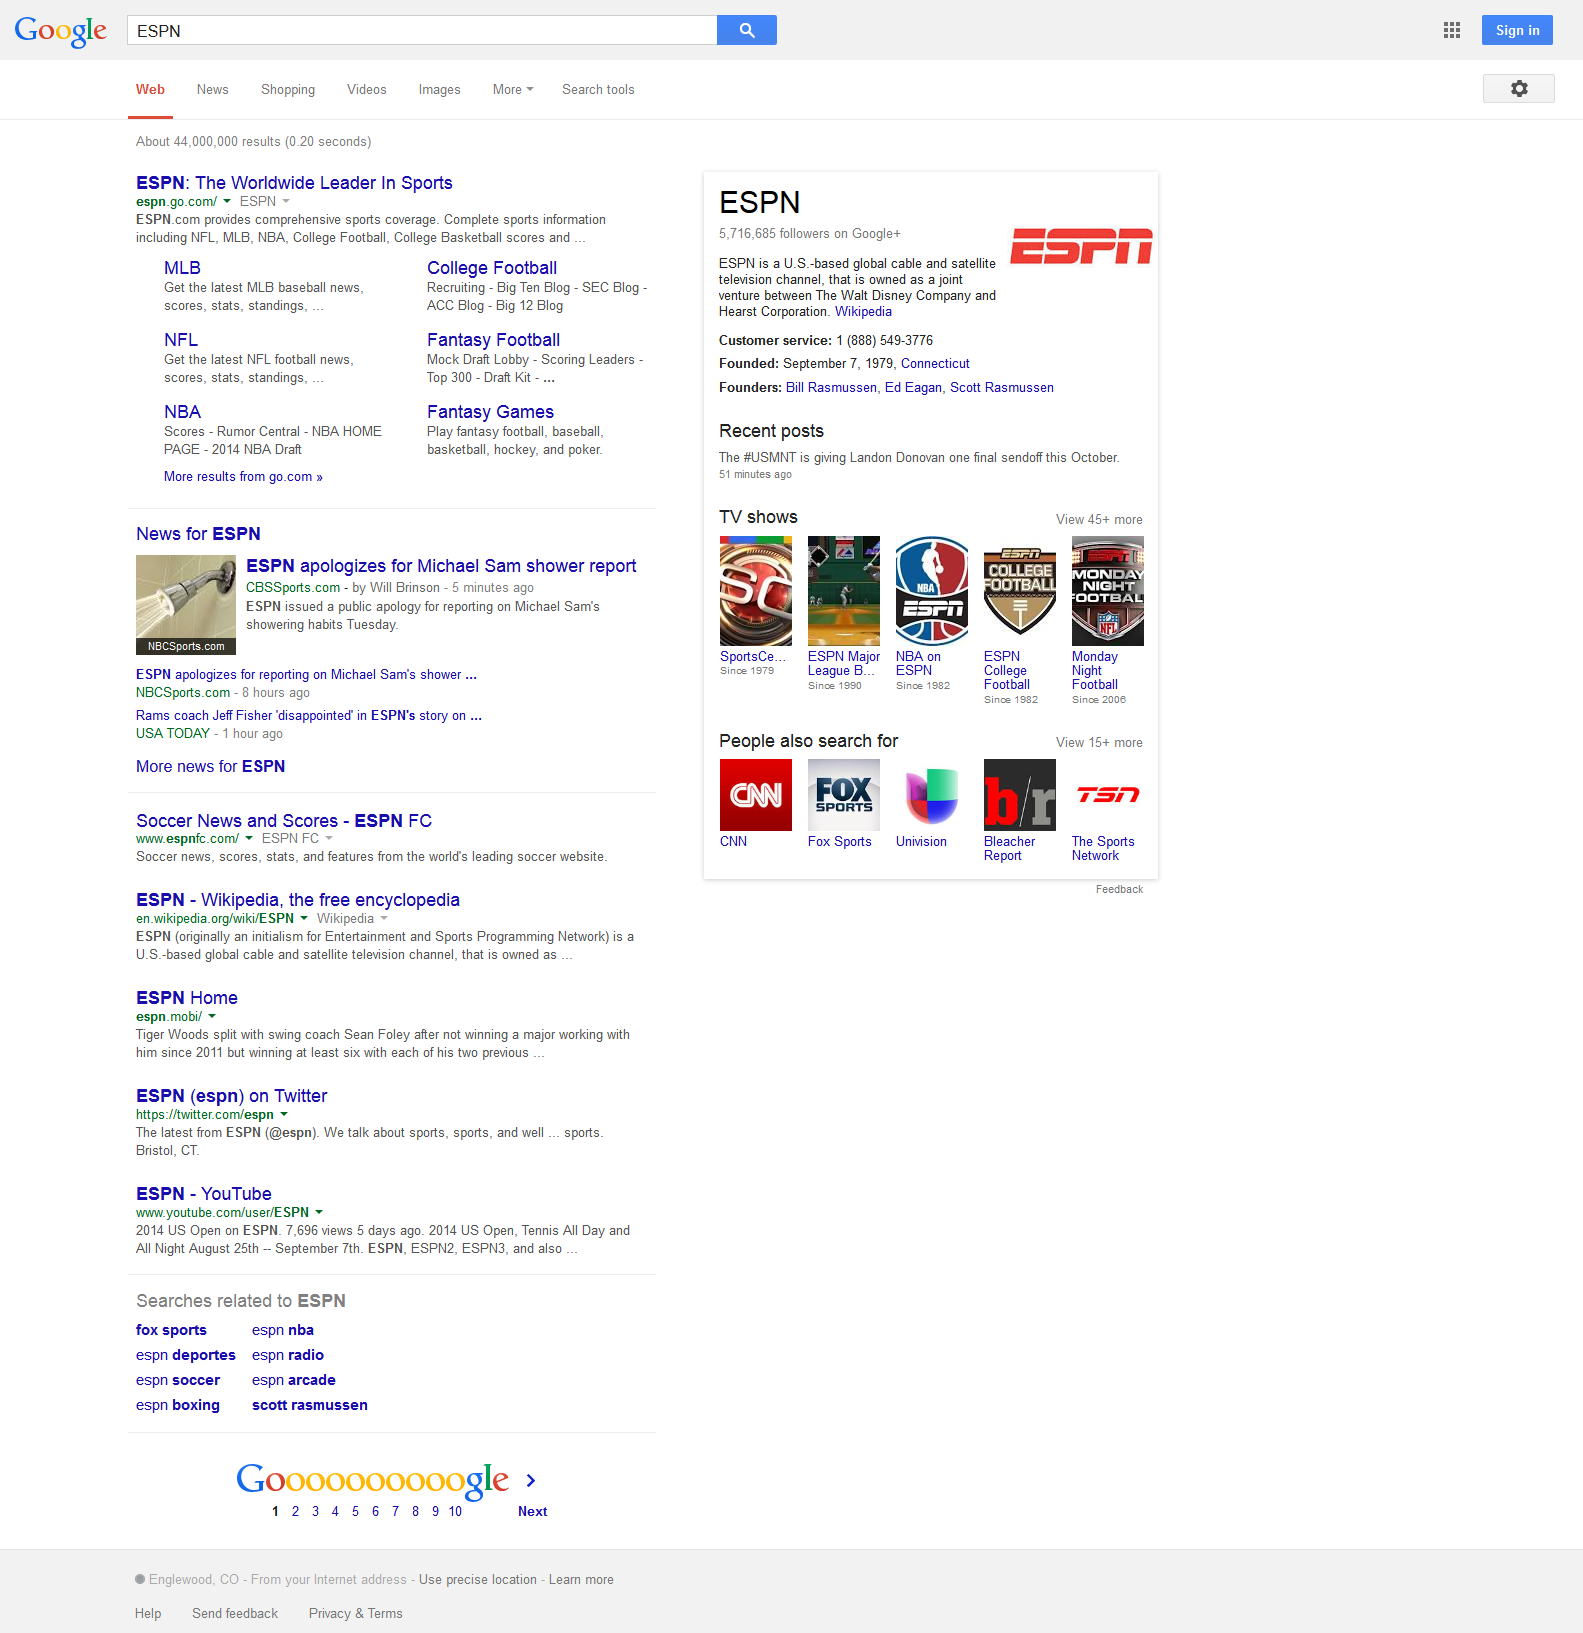 Google
ESPN
Sign in
Web News Shopping Videos Images More Search tools
About 44,000,000 results (0.20 seconds)
ESPN: The Worldwide Leader In Sports
espn.go.com/ ESPN
ESPN.com provides comprehensive sports coverage. Complete sports information
including NFL, MLB, NBA, College Football, College Basketball scores and ...
MLB
Get the latest MLB baseball news,
scores, stats, standings, ...
College Football
Recruiting - Big Ten Blog - SEC Blog -
ACC Blog - Big 12 Blog
NFL
Get the latest NFL football news,
scores, stats, standings, ...
Fantasy Football
Mock Draft Lobby - Scoring Leaders -
Top 300 - Draft Kit - ...
NBA
Scores - Rumor Central - NBA HOME
PAGE - 2014 NBA Draft
Fantasy Games
Play fantasy football, baseball,
basketball, hockey, and poker.
More results from go.com »
News for ESPN
NBCSports.com
ESPN apologizes for Michael Sam shower report
CBSSports.com - by Will Brinson - 5 minutes ago
ESPN issued a public apology for reporting on Michael Sam's
showering habits Tuesday.
ESPN apologizes for reporting on Michael Sam's shower ...
NBCSports.com - 8 hours ago
Rams coach Jeff Fisher 'disappointed' in ESPN's story on ...
USA TODAY - 1 hour ago
More news for ESPN
Soccer News and Scores - ESPN FC
www.espnfc.com/ ESPN FC
Soccer news, scores, stats, and features from the world's leading soccer website.
ESPN - Wikipedia, the free encyclopedia
en.wikipedia.org/wiki/ESPN Wikipedia
ESPN (originally an initialism for Entertainment and Sports Programming Network) is a
U.S.-based global cable and satellite television channel, that is owned as ...
ESPN Home
espn.mobi/
Tiger Woods split with swing coach Sean Foley after not winning a major working with
him since 2011 but winning at least six with each of his two previous ...
ESPN (espn) on Twitter
https://twitter.com/espn
The latest from ESPN (@espn). We talk about sports, sports, and well ... sports.
Bristol, CT.
ESPN - YouTube
www.youtube.com/user/ESPN
2014 US Open on ESPN. 7,696 views 5 days ago. 2014 US Open, Tennis All Day and
All Night August 25th -- September 7th. ESPN, ESPN2, ESPN3, and also ...
Searches related to ESPN
fox sports espn nba
espn deportes espn radio
espn soccer espn arcade
espn boxing scott rasmussen
Goooooooooogle
1 2 3 4 5 6 7 8 9 10 Next
ESPN
5,716,685 followers on Google+
ESPN
ESPN is a U.S.-based global cable and satellite
television channel, that is owned as a joint
venture between The Walt Disney Company and
Hearst Corporation. Wikipedia
Customer service: 1 (888) 549-3776
Founded: September 7, 1979, Connecticut
Founders: Bill Rasmussen, Ed Eagan, Scott Rasmussen
Recent posts
The #USMNT is giving Landon Donovan one final sendoff this October.
51 minutes ago
TV shows View 45+ more
SC
NBA
ESPN
ESPN
COLLEGE
FOOTBALL
ESPN
MONDAY
NIGHT
FOOTBALL
NFL
SportsCe...
Since 1979
ESPN Major
League B...
Since 1990
NBA on
ESPN
Since 1982
ESPN
College
Football
Since 1982
Monday
Night
Football
Since 2006
People also search for View 15+ more
CNN
FOX
SPORTS
b/r
TSN
CNN
Fox Sports
Univision
Bleacher
Report
The Sports
Network
Feedback
Englewood, CO - From your Internet address - Use precise location - Learn more
Help Send feedback Privacy & Terms